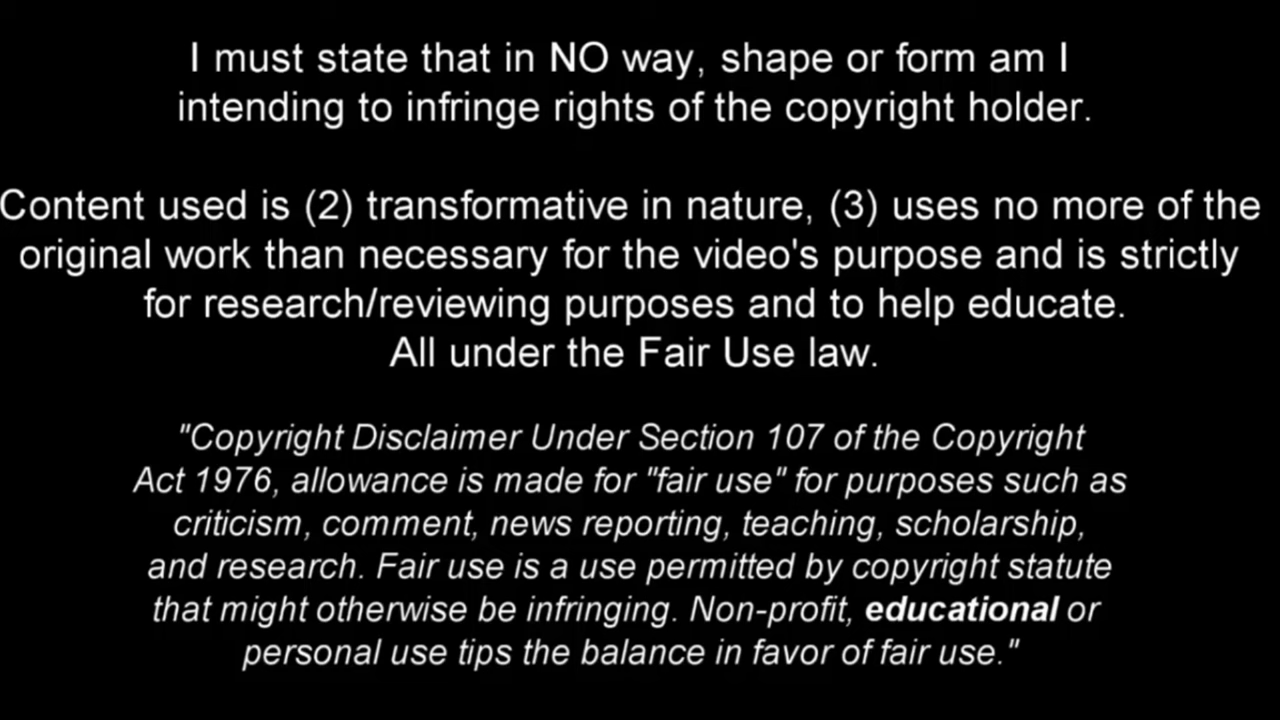 I must state that in NO way, shape or form am I
intending to infringe rights of the copyright holder.
Content used is (2) transformative in nature, (3) uses no more of the
original work than necessary for the video's purpose and is strictly
for research/reviewing purposes and to help educate.
All under the Fair Use law.
"Copyright Disclaimer Under Section 107 of the Copyright
Act 1976, allowance is made for "fair use" for purposes such as
criticism, comment, news reporting, teaching, scholarship,
and research. Fair use is a use permitted by copyright statute
that might otherwise be infringing. Non-profit, educational or
personal use tips the balance in favor of fair use."